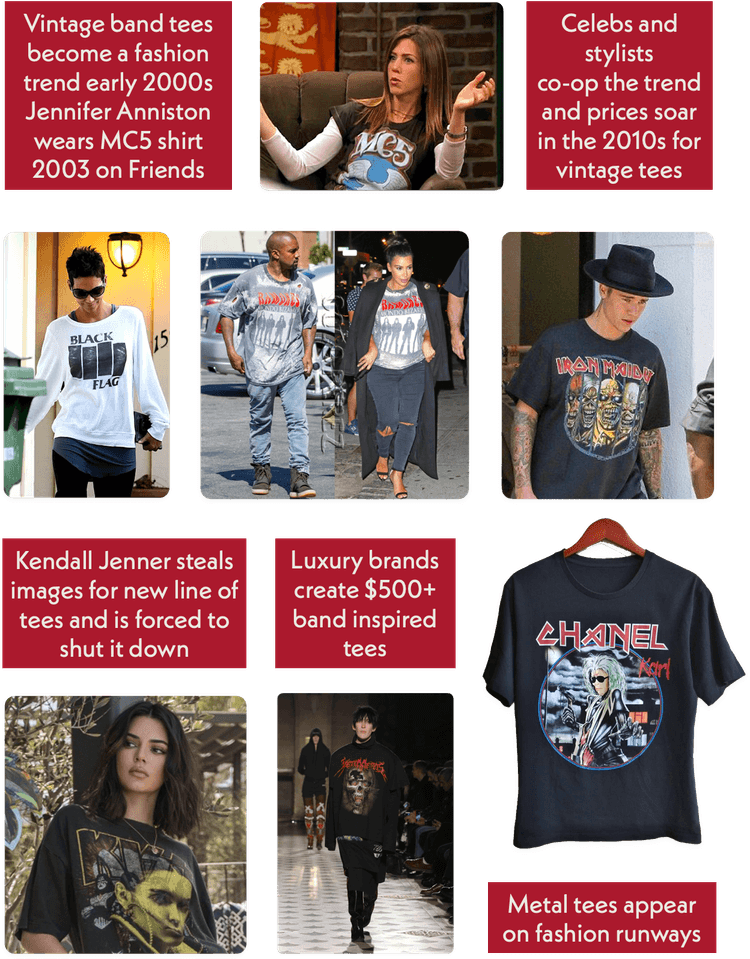 Vintage band tees
become a fashion
trend early 2000s
Jennifer Anniston
wears MC5 shirt
2003 on Friends
MC5
Celebs and
stylists
co-op the trend
and prices soar
in the 2010s for
vintage tees
BLACK
FLAG
15
IRON MAIDEN
Kendall Jenner steals
images for new line of
tees and is forced to
shut it down
Luxury brands
create $500+
band inspired
tees
CHANEL
Karl
Metal tees appear
on fashion runways